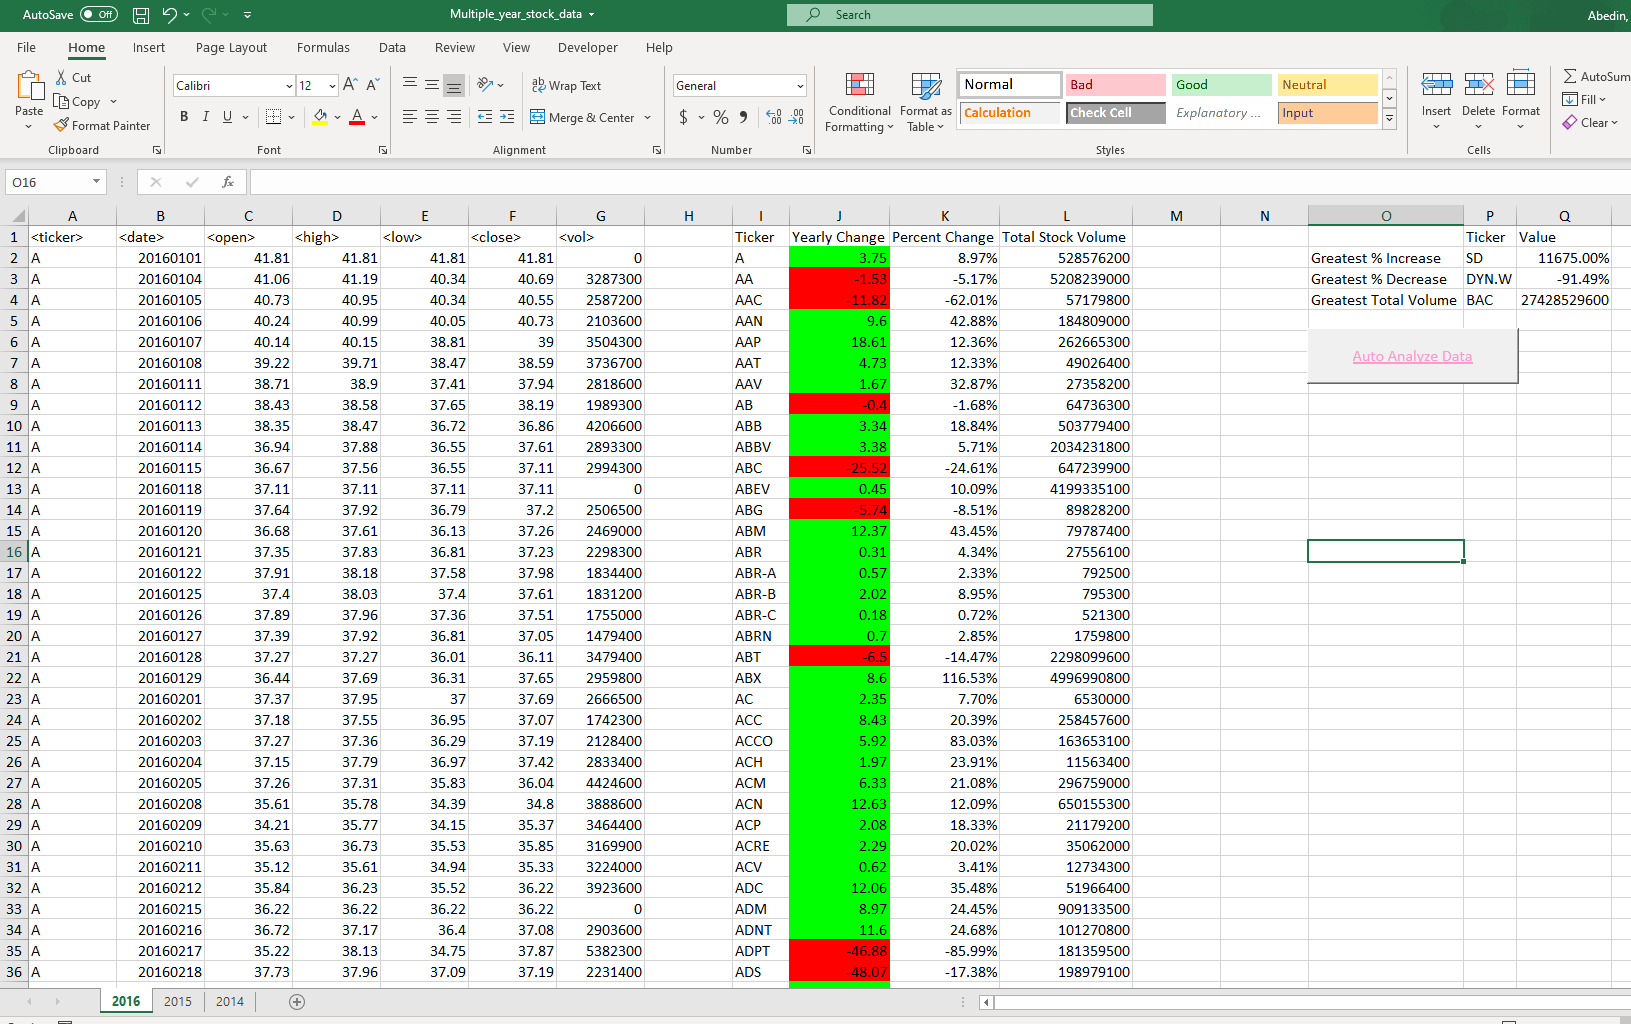 AutoSave Off Multiple_year_stock_data Search Abedin,
File Home Insert Page Layout Formulas Data Review View Developer Help
Paste Cut Copy Format Painter Clipboard
Calibri 12 B I U A Font
ab Wrap Text Merge & Center Alignment
General $ % Number
Conditional Formatting Format as Table
Normal Bad Good Neutral
Calculation Check Cell Explanatory ... Input
Styles
Insert Delete Format Cells
AutoSum Fill Clear
O16 fx
A B C D E F G H I J K L M N O P Q
1 <ticker> <date> <open> <high> <low> <close> <vol> Ticker Yearly Change Percent Change Total Stock Volume Ticker Value
2 A 20160101 41.81 41.81 41.81 41.81 0 A 3.75 8.97% 528576200 Greatest % Increase SD 11675.00%
3 A 20160104 41.06 41.19 40.34 40.69 3287300 AA -1.53 -5.17% 5208239000 Greatest % Decrease DYN.W -91.49%
4 A 20160105 40.73 40.95 40.34 40.55 2587200 AAC -11.82 -62.01% 57179800 Greatest Total Volume BAC 27428529600
5 A 20160106 40.24 40.99 40.05 40.73 2103600 AAN 9.6 42.88% 184809000
6 A 20160107 40.14 40.15 38.81 39 3504300 AAP 18.61 12.36% 262665300
Auto Analyze Data
7 A 20160108 39.22 39.71 38.47 38.59 3736700 AAT 4.73 12.33% 49026400
8 A 20160111 38.71 38.9 37.41 37.94 2818600 AAV 1.67 32.87% 27358200
9 A 20160112 38.43 38.58 37.65 38.19 1989300 AB -0.4 -1.68% 64736300
10 A 20160113 38.35 38.47 36.72 36.86 4206600 ABB 3.34 18.84% 503779400
11 A 20160114 36.94 37.88 36.55 37.61 2893300 ABBV 3.38 5.71% 2034231800
12 A 20160115 36.67 37.56 36.55 37.11 2994300 ABC -25.52 -24.61% 647239900
13 A 20160118 37.11 37.11 37.11 37.11 0 ABEV 0.45 10.09% 4199335100
14 A 20160119 37.64 37.92 36.79 37.2 2506500 ABG -5.74 -8.51% 89828200
15 A 20160120 36.68 37.61 36.13 37.26 2469000 ABM 12.37 43.45% 79787400
16 A 20160121 37.35 37.83 36.81 37.23 2298300 ABR 0.31 4.34% 27556100
17 A 20160122 37.91 38.18 37.58 37.98 1834400 ABR-A 0.57 2.33% 792500
18 A 20160125 37.4 38.03 37.4 37.61 1831200 ABR-B 2.02 8.95% 795300
19 A 20160126 37.89 37.96 37.36 37.51 1755000 ABR-C 0.18 0.72% 521300
20 A 20160127 37.39 37.92 36.81 37.05 1479400 ABRN 0.7 2.85% 1759800
21 A 20160128 37.27 37.27 36.01 36.11 3479400 ABT -6.5 -14.47% 2298099600
22 A 20160129 36.44 37.69 36.31 37.65 2959800 ABX 8.6 116.53% 4996990800
23 A 20160201 37.37 37.95 37 37.69 2666500 AC 2.35 7.70% 6530000
24 A 20160202 37.18 37.55 36.95 37.07 1742300 ACC 8.43 20.39% 258457600
25 A 20160203 37.27 37.36 36.29 37.19 2128400 ACCO 5.92 83.03% 163653100
26 A 20160204 37.15 37.79 36.97 37.42 2833400 ACH 1.97 23.91% 11563400
27 A 20160205 37.26 37.31 35.83 36.04 4424600 ACM 6.33 21.08% 296759000
28 A 20160208 35.61 35.78 34.39 34.8 3888600 ACN 12.63 12.09% 650155300
29 A 20160209 34.21 35.77 34.15 35.37 3464400 ACP 2.08 18.33% 21179200
30 A 20160210 35.63 36.73 35.53 35.85 3169900 ACRE 2.29 20.02% 35062000
31 A 20160211 35.12 35.61 34.94 35.33 3224000 ACV 0.62 3.41% 12734300
32 A 20160212 35.84 36.23 35.52 36.22 3923600 ADC 12.06 35.48% 51966400
33 A 20160215 36.22 36.22 36.22 36.22 0 ADM 8.97 24.45% 909133500
34 A 20160216 36.72 37.17 36.4 37.08 2903600 ADNT 11.6 24.68% 101270800
35 A 20160217 35.22 38.13 34.75 37.87 5382300 ADPT -46.88 -85.99% 181359500
36 A 20160218 37.73 37.96 37.09 37.19 2231400 ADS -48.07 -17.38% 198979100
2016 2015 2014